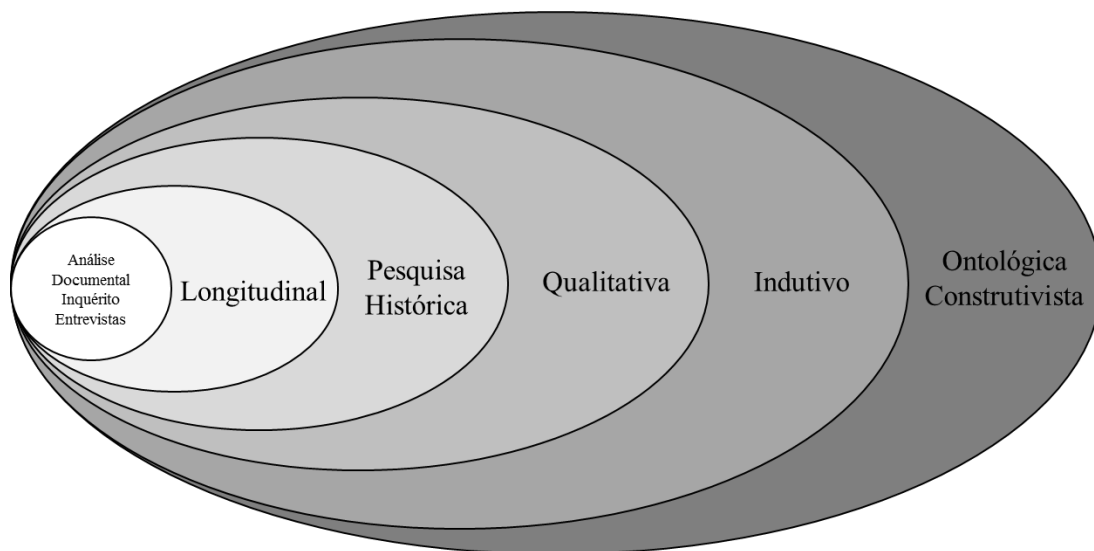 Análise
Documental
Inquérito
Entrevistas
Longitudinal
Pesquisa
Histórica
Qualitativa
Indutivo
Ontológica
Construtivista